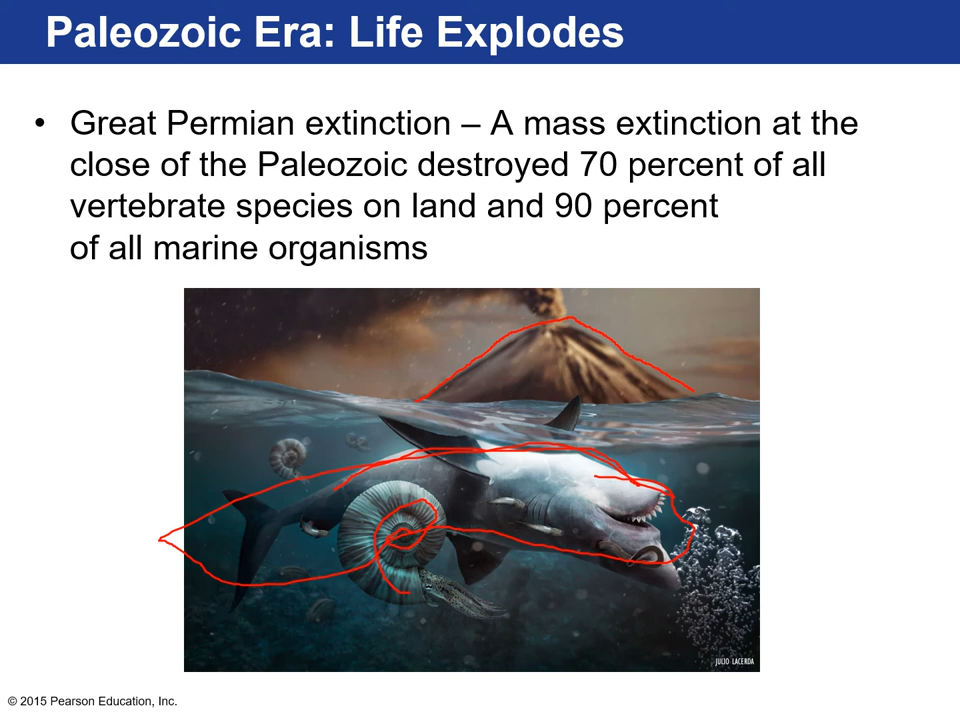 Paleozoic Era: Life Explodes
• Great Permian extinction – A mass extinction at the
close of the Paleozoic destroyed 70 percent of all
vertebrate species on land and 90 percent
of all marine organisms
JULIO LACERDA
© 2015 Pearson Education, Inc.